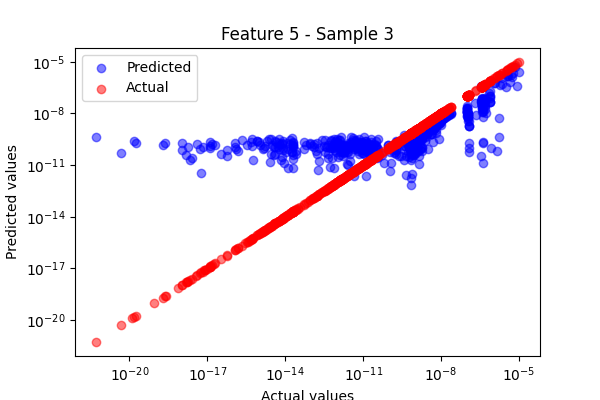 Feature 5 - Sample 3
Predicted
Actual
Predicted values
10⁻⁵
10⁻⁸
10⁻¹¹
10⁻¹⁴
10⁻¹⁷
10⁻²⁰
10⁻²⁰ 10⁻¹⁷ 10⁻¹⁴ 10⁻¹¹ 10⁻⁸ 10⁻⁵
Actual values